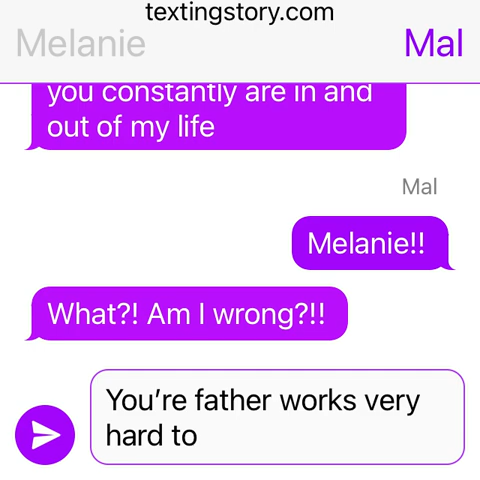 textingstory.com
Melanie
Mal
you constantly are in and
out of my life
Mal
Melanie!!
What?! Am I wrong?!!
You’re father works very
hard to